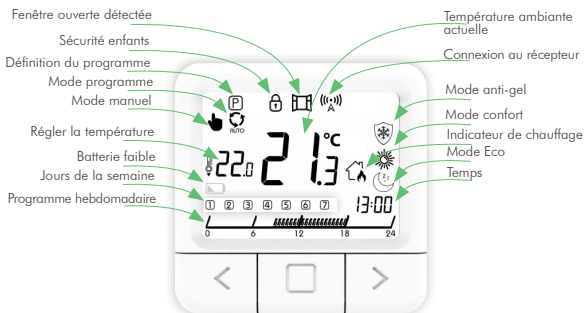 Fenêtre ouverte détectée
Sécurité enfants
Définition du programme
Mode programme
Mode manuel
Régler la température
Batterie faible
Jours de la semaine
Programme hebdomadaire
Température ambiante
actuelle
Connexion au récepteur
Mode anti-gel
Mode confort
Indicateur de chauffage
Mode Eco
Temps
P
A
AUTO
22.0
21.3 °C
1 2 3 4 5 6 7
13:00
0 6 12 18 24
< >